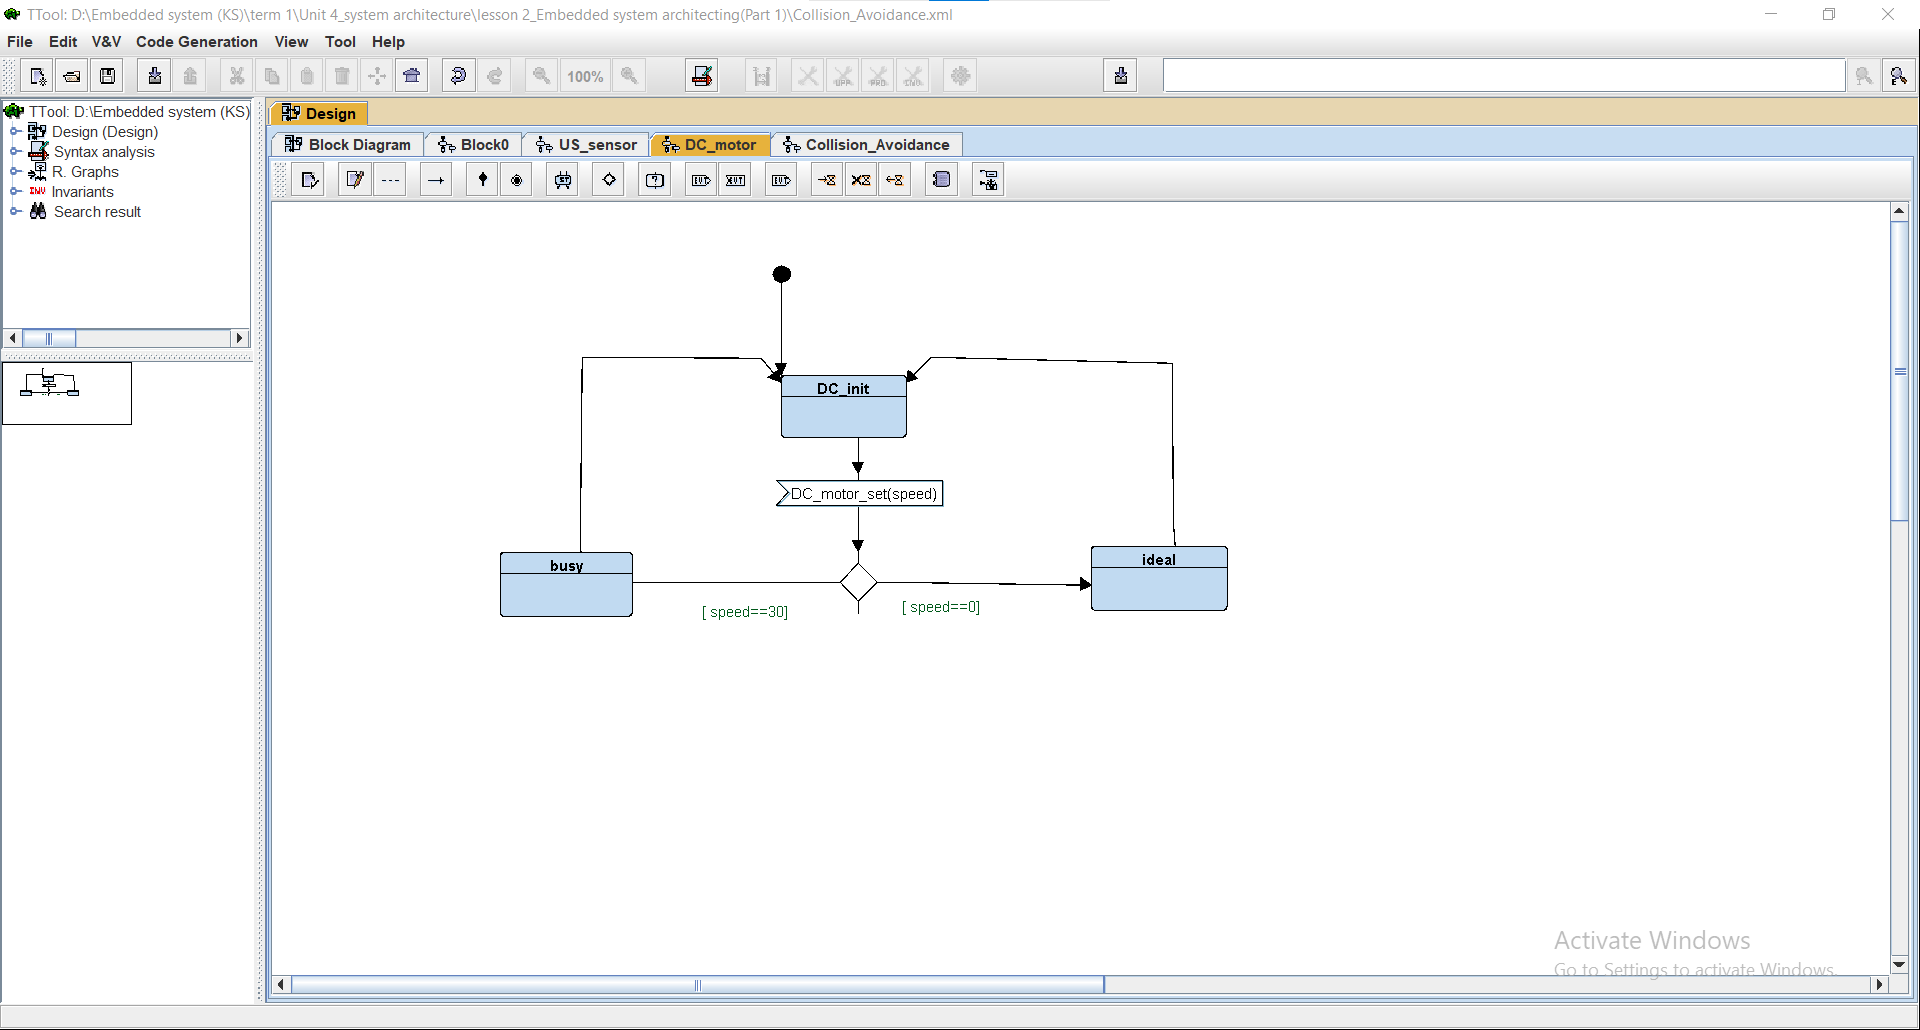 TTool: D:\Embedded system (KS)\term 1\Unit 4_system architecture\lesson 2_Embedded system architecting(Part 1)\Collision_Avoidance.xml
File Edit V&V Code Generation View Tool Help
100%
TTool: D:\Embedded system (KS)
Design (Design)
Syntax analysis
R. Graphs
INV Invariants
Search result
Design
Block Diagram Block0 US_sensor DC_motor Collision_Avoidance
DC_init
DC_motor_set(speed)
busy
ideal
[ speed==30]
[ speed==0]
Activate Windows
Go to Settings to activate Windows.